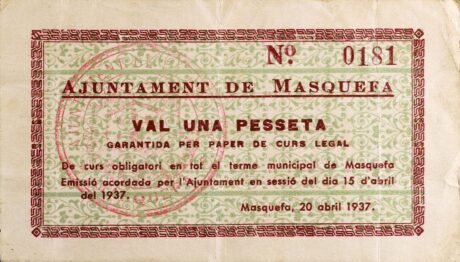 Nº 0181
AJUNTAMENT DE MASQUEFA
VAL UNA PESSETA
GARANTIDA PER PAPER DE CURS LEGAL
De curs obligatori en tot el terme municipal de Masquefa
Emissió acordada per l'Ajuntament en sessió del dia 15 d'abril
del 1937.
Masquefa, 20 abril 1937.